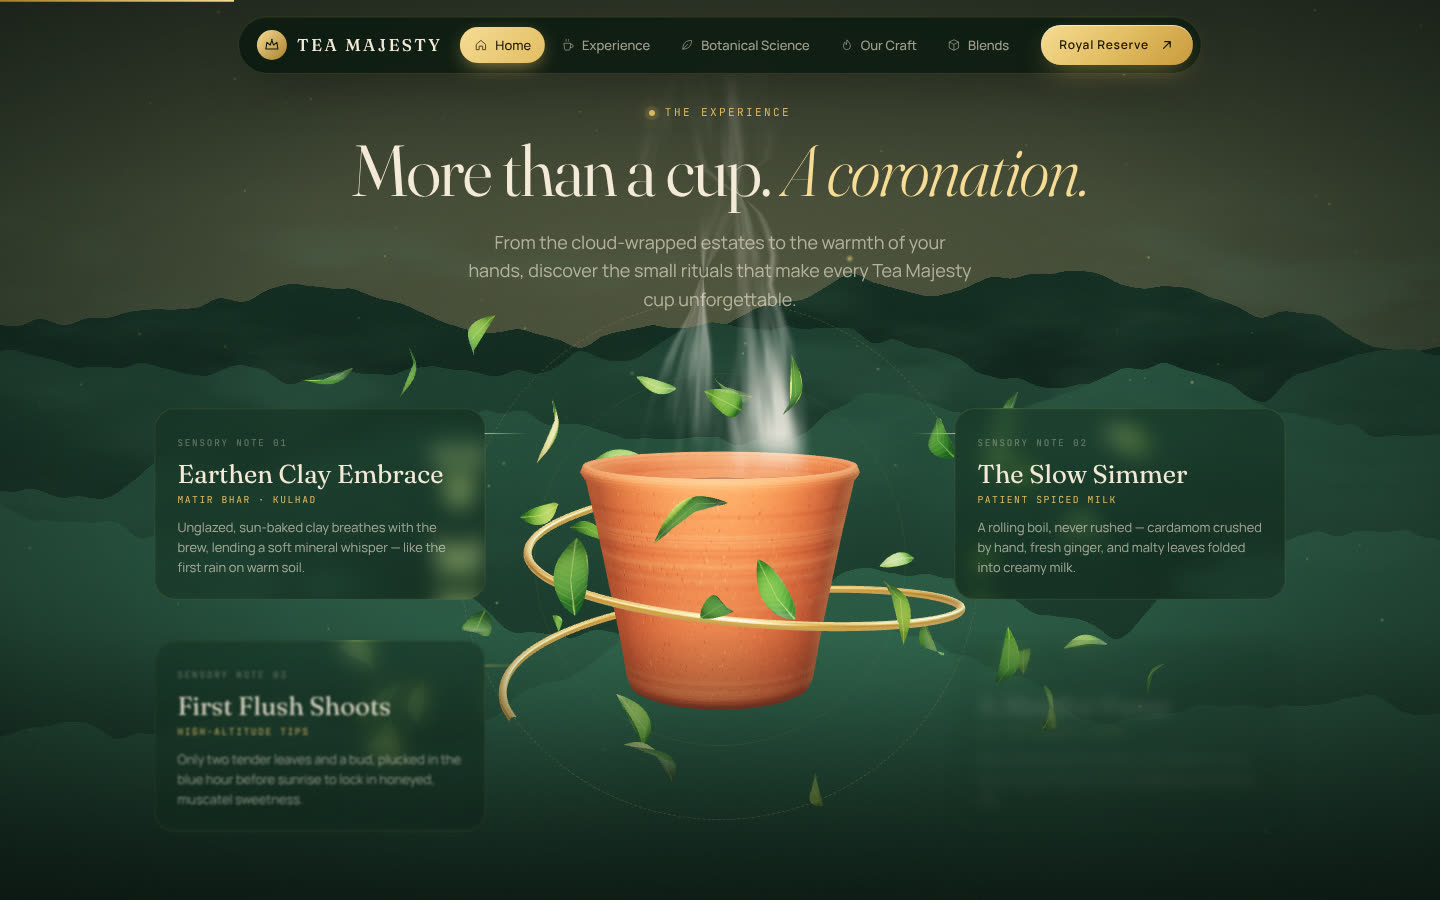 TEA MAJESTY
Home
Experience
Botanical Science
Our Craft
Blends
Royal Reserve
THE EXPERIENCE
More than a cup. A coronation.
From the cloud-wrapped estates to the warmth of your
hands, discover the small rituals that make every Tea Majesty
cup unforgettable.
SENSORY NOTE 01
Earthen Clay Embrace
MATIR BHAR · KULHAD
Unglazed, sun-baked clay breathes with the
brew, lending a soft mineral whisper — like the
first rain on warm soil.
SENSORY NOTE 02
The Slow Simmer
PATIENT SPICED MILK
A rolling boil, never rushed — cardamom crushed
by hand, fresh ginger, and malty leaves folded
into creamy milk.
SENSORY NOTE 03
First Flush Shoots
HIGH-ALTITUDE TIPS
Only two tender leaves and a bud, plucked in the
blue hour before sunrise to lock in honeyed,
muscatel sweetness.